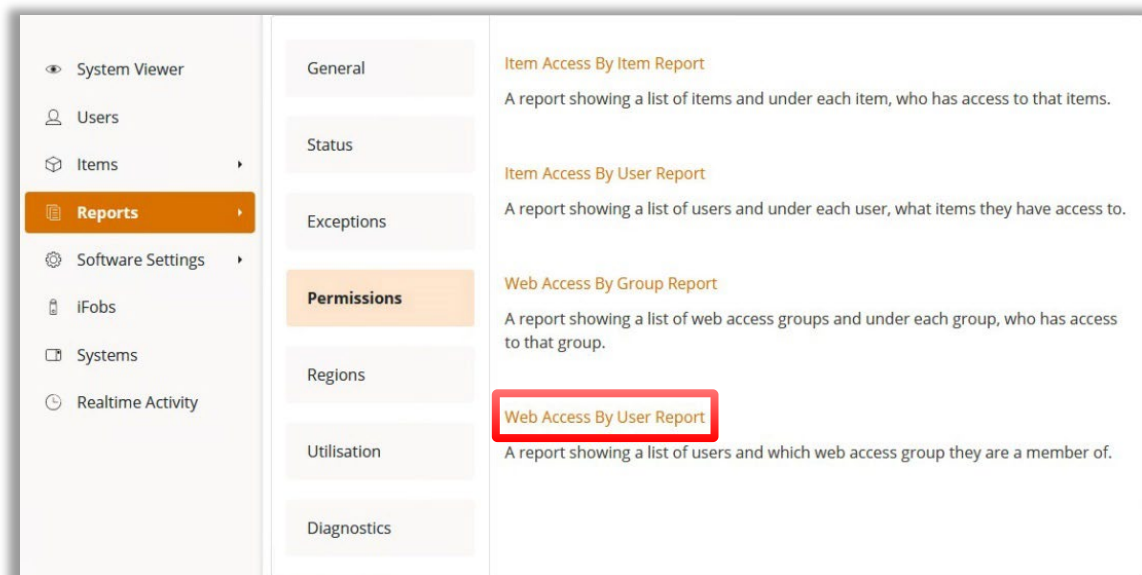 System Viewer
Users
Items
Reports
Software Settings
iFobs
Systems
Realtime Activity
General
Status
Exceptions
Permissions
Regions
Utilisation
Diagnostics
Item Access By Item Report
A report showing a list of items and under each item, who has access to that items.
Item Access By User Report
A report showing a list of users and under each user, what items they have access to.
Web Access By Group Report
A report showing a list of web access groups and under each group, who has access
to that group.
Web Access By User Report
A report showing a list of users and which web access group they are a member of.